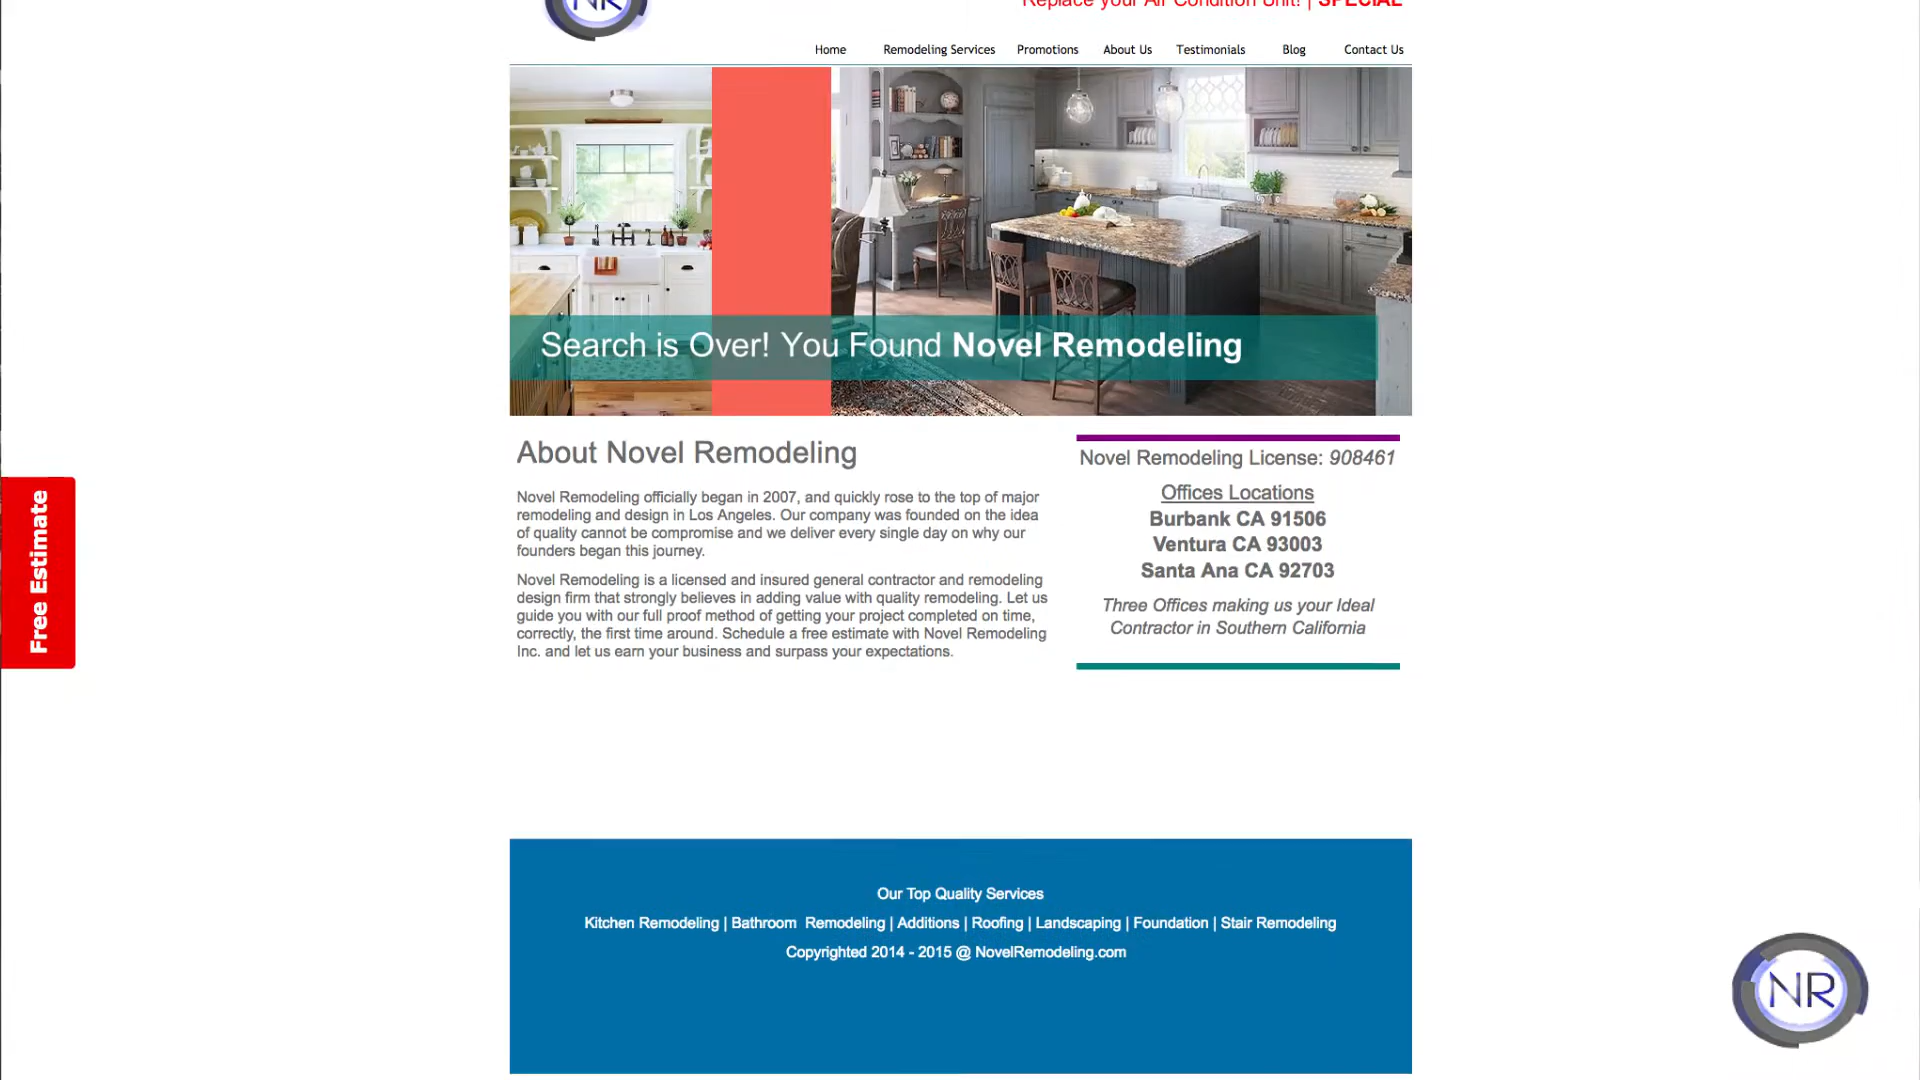 NR
Replace your Air Condition Unit! | SPECIAL
Home Remodeling Services Promotions About Us Testimonials Blog Contact Us
Search is Over! You Found Novel Remodeling
About Novel Remodeling
Novel Remodeling officially began in 2007, and quickly rose to the top of major
remodeling and design in Los Angeles. Our company was founded on the idea
of quality cannot be compromise and we deliver every single day on why our
founders began this journey.
Novel Remodeling is a licensed and insured general contractor and remodeling
design firm that strongly believes in adding value with quality remodeling. Let us
guide you with our full proof method of getting your project completed on time,
correctly, the first time around. Schedule a free estimate with Novel Remodeling
Inc. and let us earn your business and surpass your expectations.
Novel Remodeling License: 908461
Offices Locations
Burbank CA 91506
Ventura CA 93003
Santa Ana CA 92703
Three Offices making us your Ideal
Contractor in Southern California
Free Estimate
Our Top Quality Services
Kitchen Remodeling | Bathroom Remodeling | Additions | Roofing | Landscaping | Foundation | Stair Remodeling
Copyrighted 2014 - 2015 @ NovelRemodeling.com
NR